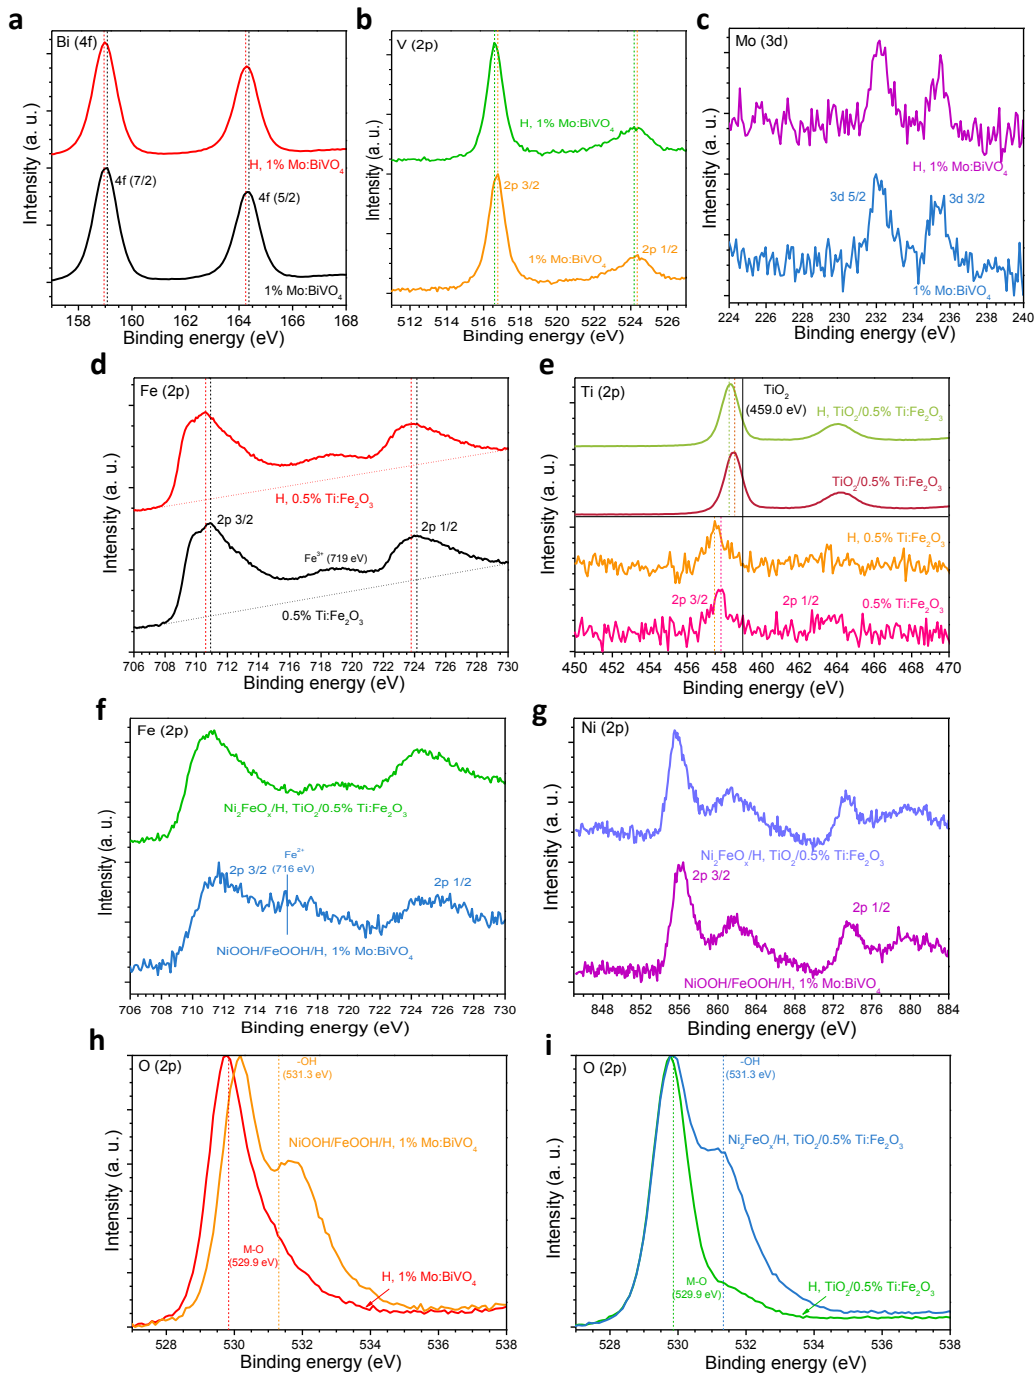 a
Bi (4f)
H, 1% Mo:BiVO₄
4f (7/2)
4f (5/2)
1% Mo:BiVO₄
Intensity (a. u.)
158 160 162 164 166 168
Binding energy (eV)
b
V (2p)
H, 1% Mo:BiVO₄
2p 3/2
1% Mo:BiVO₄
2p 1/2
Intensity (a. u.)
512 514 516 518 520 522 524 526
Binding energy (eV)
c
Mo (3d)
H, 1% Mo:BiVO₄
3d 5/2
3d 3/2
1% Mo:BiVO₄
Intensity (a. u.)
224 226 228 230 232 234 236 238 240
Binding energy (eV)
d
Fe (2p)
H, 0.5% Ti:Fe₂O₃
2p 3/2
2p 1/2
Fe³⁺ (719 eV)
0.5% Ti:Fe₂O₃
Intensity (a. u.)
706 708 710 712 714 716 718 720 722 724 726 728 730
Binding energy (eV)
e
Ti (2p)
TiO₂
(459.0 eV)
H, TiO₂/0.5% Ti:Fe₂O₃
TiO₂/0.5% Ti:Fe₂O₃
H, 0.5% Ti:Fe₂O₃
2p 3/2
2p 1/2
0.5% Ti:Fe₂O₃
Intensity (a. u.)
450 452 454 456 458 460 462 464 466 468 470
Binding energy (eV)
f
Fe (2p)
Ni₂FeOₓ/H, TiO₂/0.5% Ti:Fe₂O₃
Fe²⁺
2p 3/2
(716 eV)
2p 1/2
NiOOH/FeOOH/H, 1% Mo:BiVO₄
Intensity (a. u.)
706 708 710 712 714 716 718 720 722 724 726 728 730
Binding energy (eV)
g
Ni (2p)
Ni₂FeOₓ/H, TiO₂/0.5% Ti:Fe₂O₃
2p 3/2
2p 1/2
NiOOH/FeOOH/H, 1% Mo:BiVO₄
Intensity (a. u.)
848 852 856 860 864 868 872 876 880 884
Binding energy (eV)
h
O (2p)
-OH
(531.3 eV)
NiOOH/FeOOH/H, 1% Mo:BiVO₄
M-O
(529.9 eV)
H, 1% Mo:BiVO₄
Intensity (a. u.)
528 530 532 534 536 538
Binding energy (eV)
i
O (2p)
-OH
(531.3 eV)
Ni₂FeOₓ/H, TiO₂/0.5% Ti:Fe₂O₃
M-O
(529.9 eV)
H, TiO₂/0.5% Ti:Fe₂O₃
Intensity (a. u.)
528 530 532 534 536 538
Binding energy (eV)